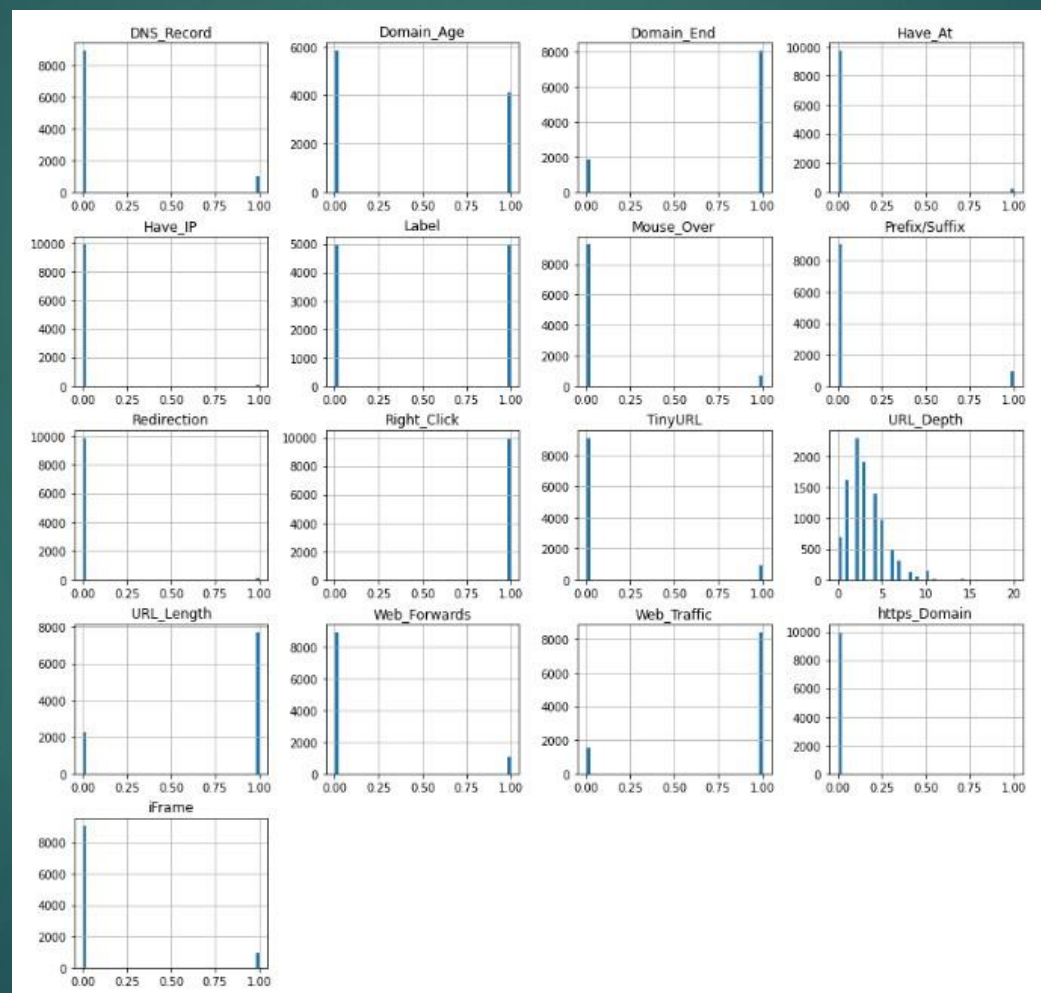 DNS_Record Domain_Age Domain_End Have_At
8000 6000 8000 10000
6000 4000 6000 8000
4000 2000 4000 6000
2000 0 2000 4000
0 0 2000
0
0.00 0.25 0.50 0.75 1.00 0.00 0.25 0.50 0.75 1.00 0.00 0.25 0.50 0.75 1.00 0.00 0.25 0.50 0.75 1.00
Have_IP Label Mouse_Over Prefix/Suffix
10000 5000 8000 8000
8000 4000 6000 6000
6000 3000 4000 4000
4000 2000 2000 2000
2000 1000 0 0
0 0
0.00 0.25 0.50 0.75 1.00 0.00 0.25 0.50 0.75 1.00 0.00 0.25 0.50 0.75 1.00 0.00 0.25 0.50 0.75 1.00
Redirection Right_Click TinyURL URL_Depth
10000 10000 8000 2000
8000 8000 6000 1500
6000 6000 4000 1000
4000 4000 2000 500
2000 2000 0 0
0 0
0.00 0.25 0.50 0.75 1.00 0.00 0.25 0.50 0.75 1.00 0.00 0.25 0.50 0.75 1.00 0 5 10 15 20
URL_Length Web_Forwards Web_Traffic https_Domain
8000 8000 8000 10000
6000 6000 6000 8000
4000 4000 4000 6000
2000 2000 2000 4000
0 0 0 2000
0
0.00 0.25 0.50 0.75 1.00 0.00 0.25 0.50 0.75 1.00 0.00 0.25 0.50 0.75 1.00 0.00 0.25 0.50 0.75 1.00
iFrame
8000
6000
4000
2000
0
0.00 0.25 0.50 0.75 1.00